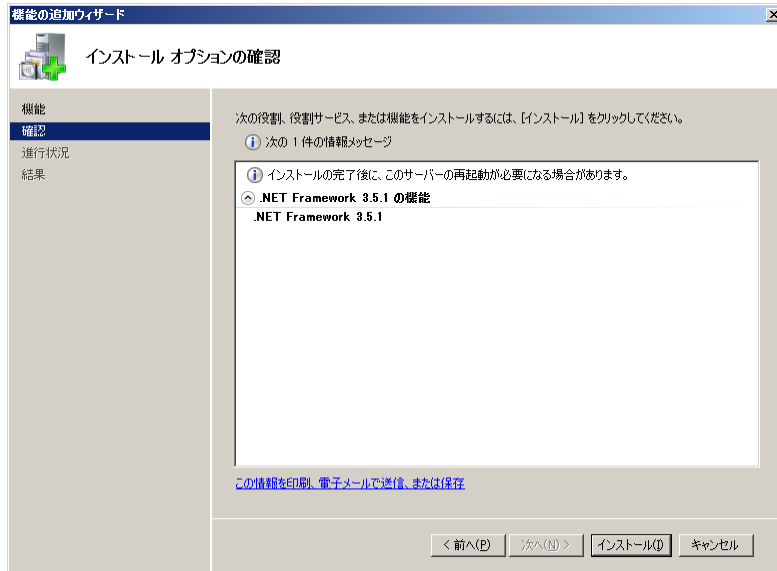 機能の追加ウィザード
インストール オプションの確認
機能
確認
進行状況
結果
次の役割、役割サービス、または機能をインストールするには、[インストール] をクリックしてください。
次の 1 件の情報メッセージ
インストールの完了後に、このサーバーの再起動が必要になる場合があります。
.NET Framework 3.5.1 の機能
.NET Framework 3.5.1
この情報を印刷、電子メールで送信、または保存
< 前へ(P) 次へ(N) > インストール(I) キャンセル